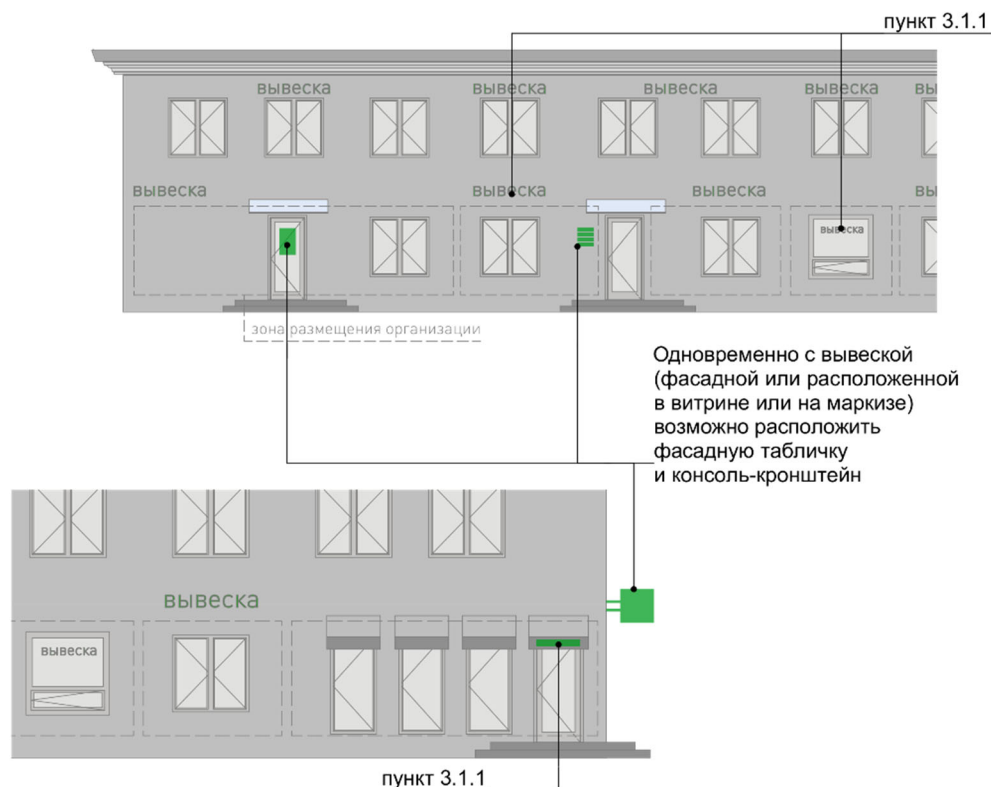 пункт 3.1.1
вывеска вывеска вывеска вывеска вы
вывеска вывеска вывеска вы
вывеска
зона размещения организации
Одновременно с вывеской
(фасадной или расположенной
в витрине или на маркизе)
возможно расположить
фасадную табличку
и консоль-кронштейн
вывеска
вывеска
пункт 3.1.1